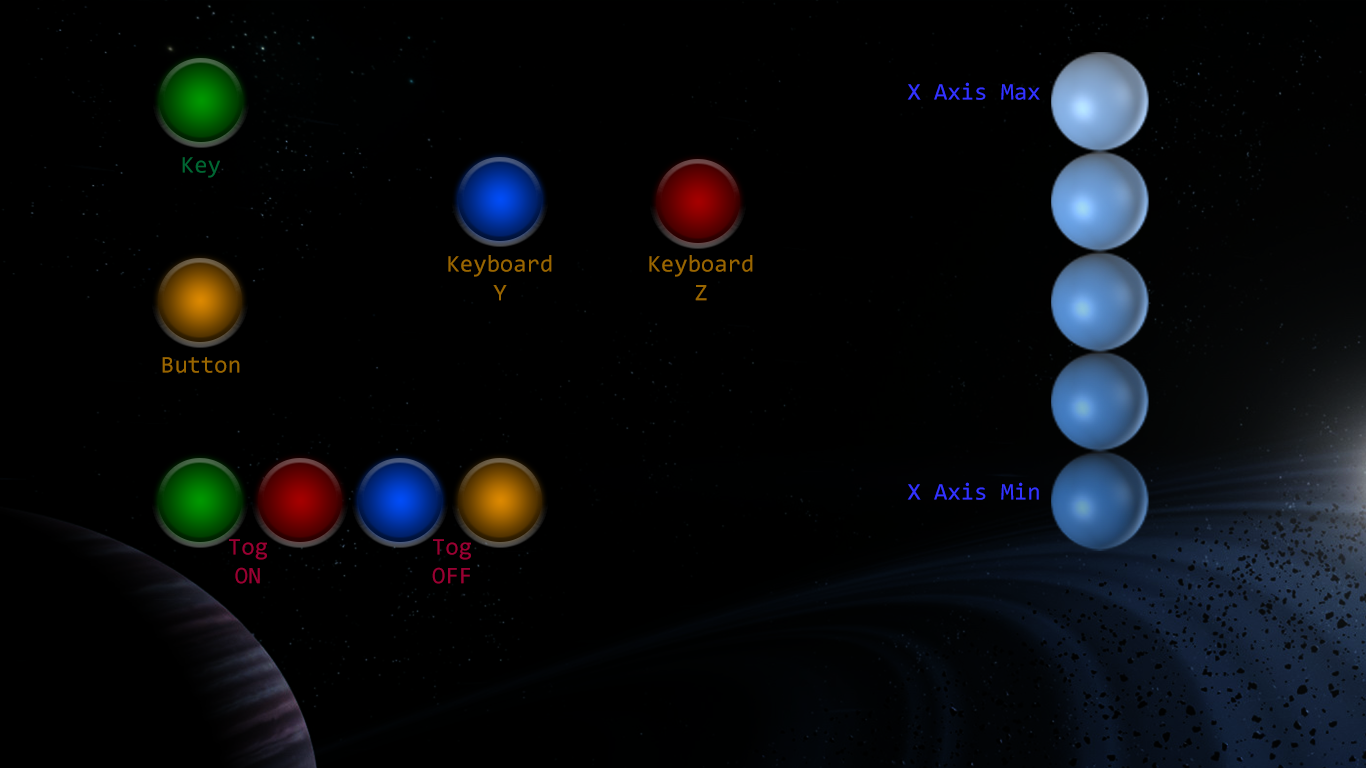 X Axis Max
Key
Keyboard
Y
Keyboard
Z
Button
X Axis Min
Tog
ON
Tog
OFF